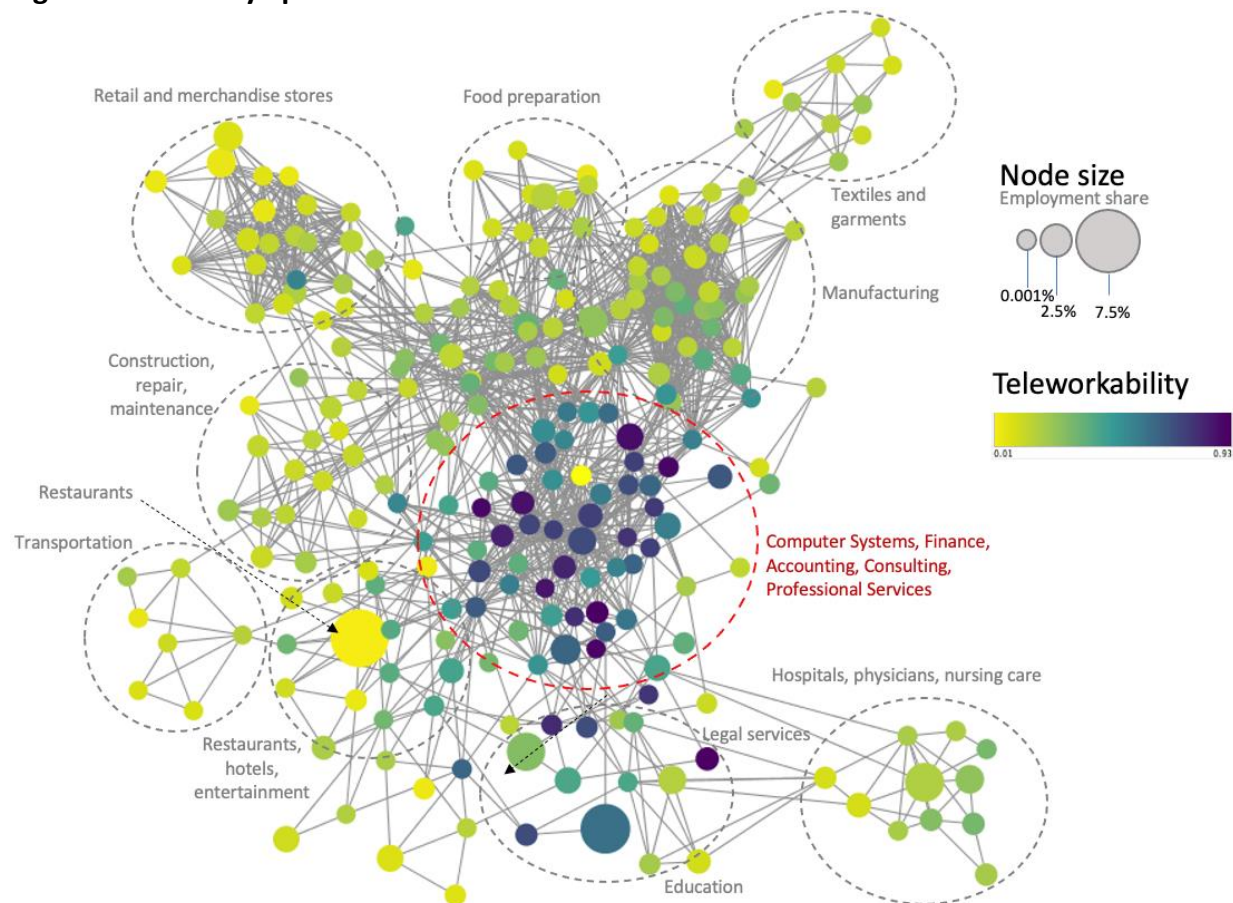 Retail and merchandise stores
Food preparation
Textiles and
garments
Node size
Employment share
0.001%
2.5%
7.5%
Manufacturing
Construction,
repair,
maintenance
Teleworkability
0.01
0.93
Restaurants
Transportation
Computer Systems, Finance,
Accounting, Consulting,
Professional Services
Hospitals, physicians, nursing care
Restaurants,
hotels,
entertainment
Legal services
Education